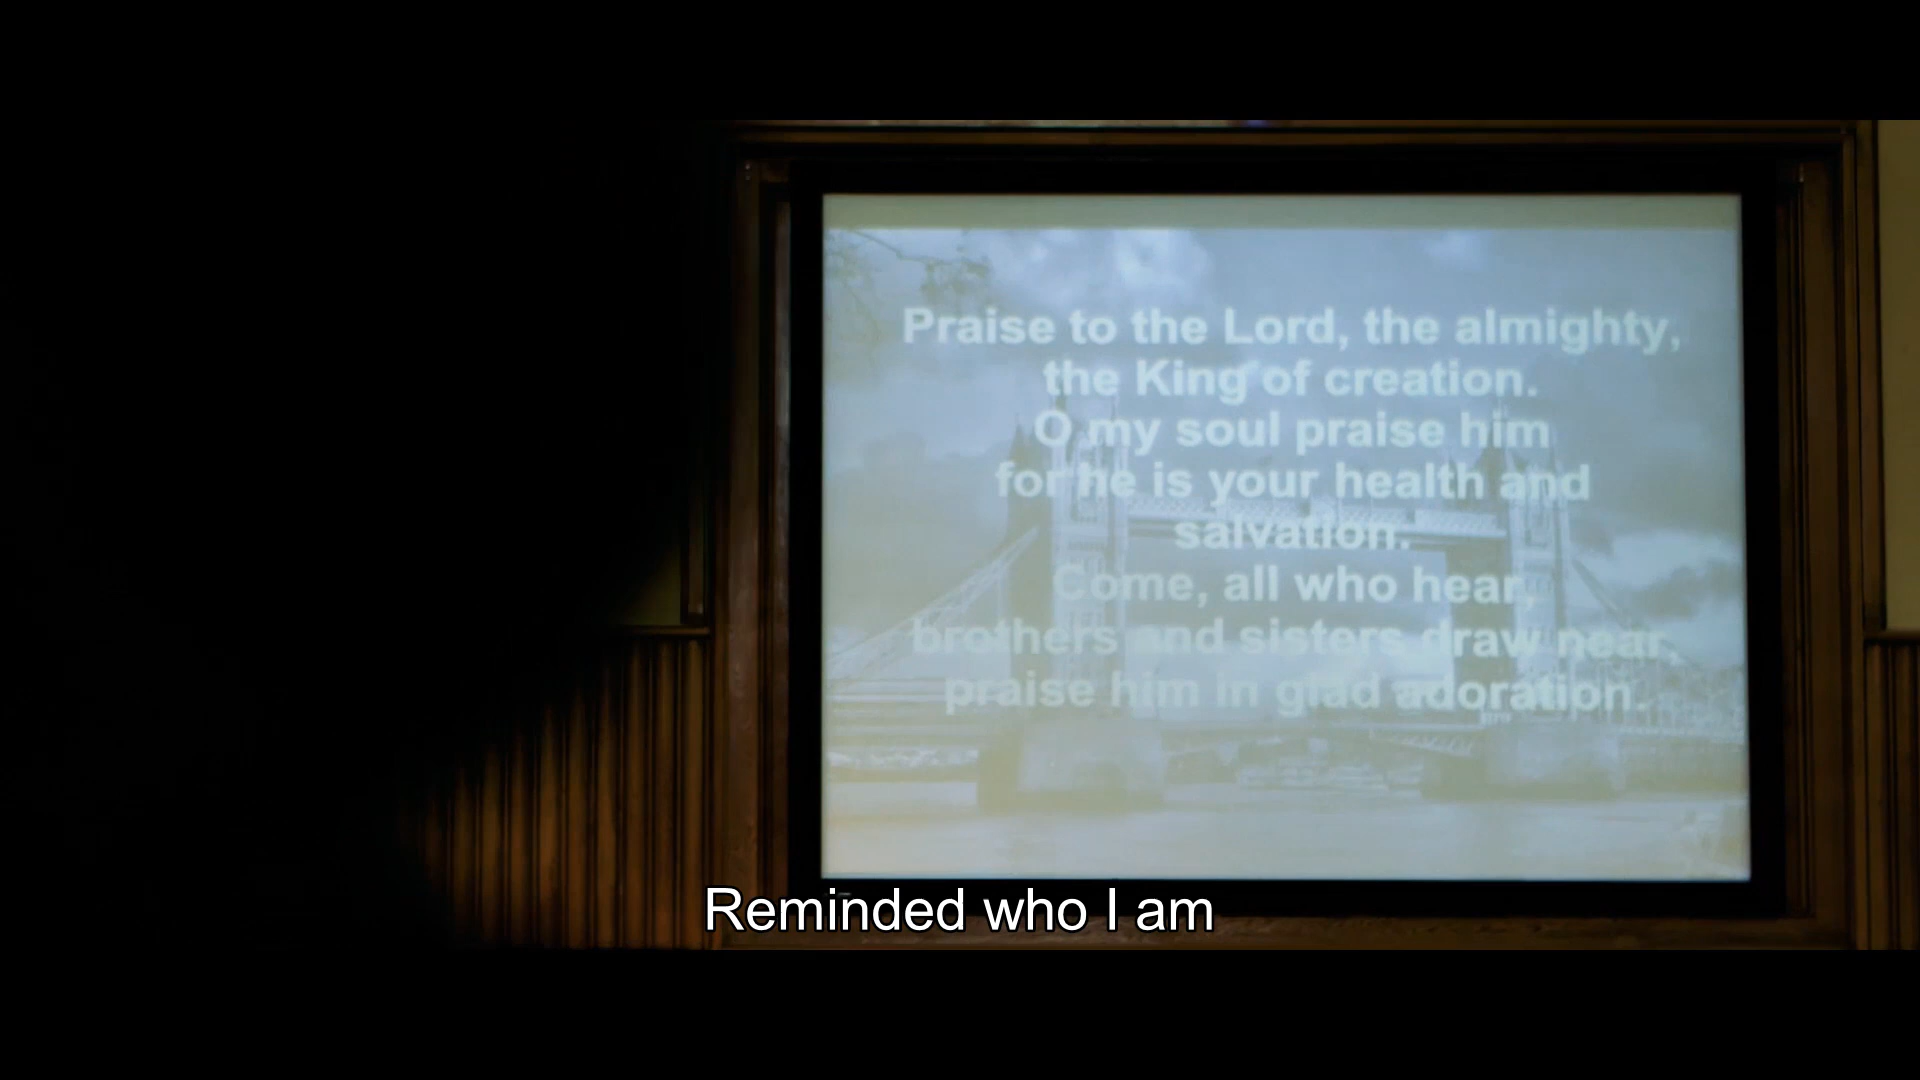 Praise to the Lord, the almighty,
the King of creation.
O my soul praise him
for he is your health and
salvation.
Come, all who hear,
brothers and sisters draw near,
praise him in glad adoration.
Reminded who I am